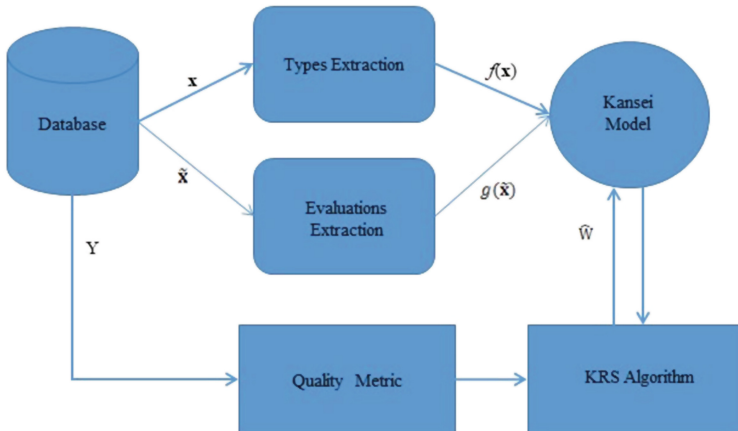 Database
x
Types Extraction
f(x)
Kansei
Model
x̃
Evaluations
Extraction
g(x̃)
Y
Ŵ
Quality Metric
KRS Algorithm